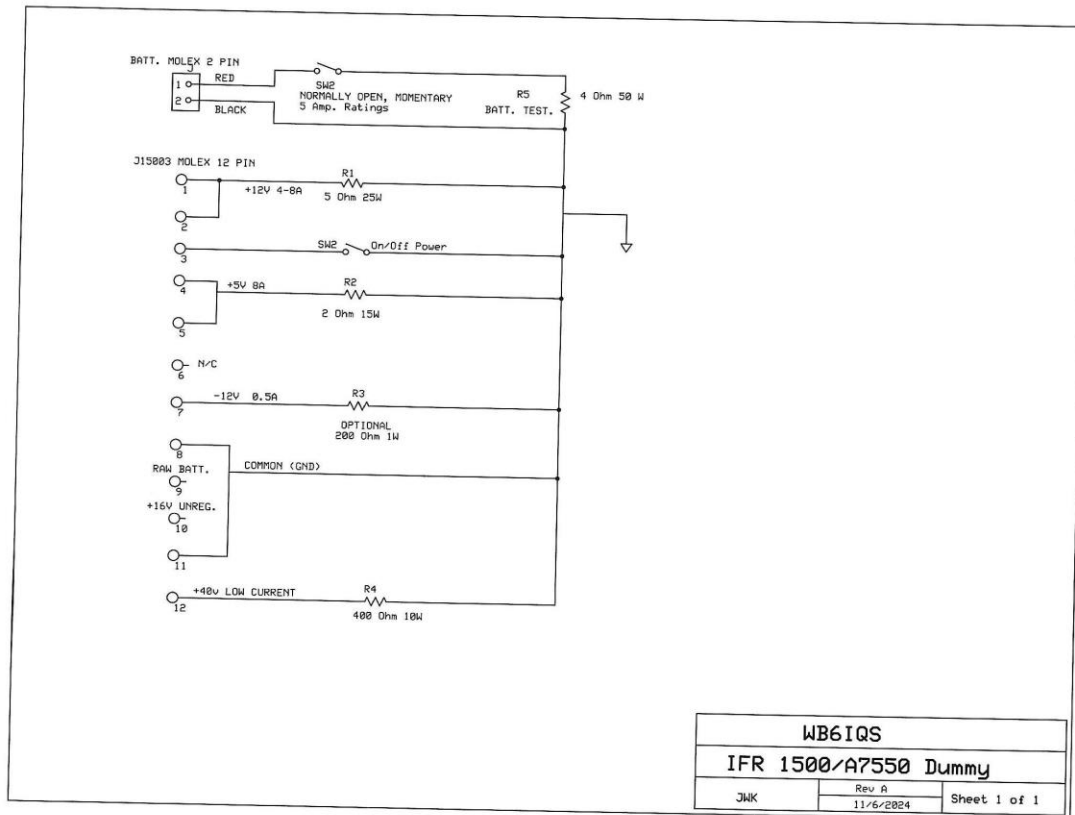 BATT. MOLEX 2 PIN
J
1
RED
2
BLACK
SW2
NORMALLY OPEN, MOMENTARY
5 Amp. Ratings
R5
BATT. TEST.
4 Ohm 50 W
J15003 MOLEX 12 PIN
1
+12V 4-8A
R1
5 Ohm 25W
2
3
SW2
On/Off Power
4
+5V 8A
R2
2 Ohm 15W
5
6
N/C
7
-12V 0.5A
R3
OPTIONAL
200 Ohm 1W
8
RAW BATT.
COMMON (GND)
9
+16V UNREG.
10
11
12
+40v LOW CURRENT
R4
400 Ohm 10W
WB6IQS
IFR 1500/A7550 Dummy
JWK
Rev A
11/6/2024
Sheet 1 of 1